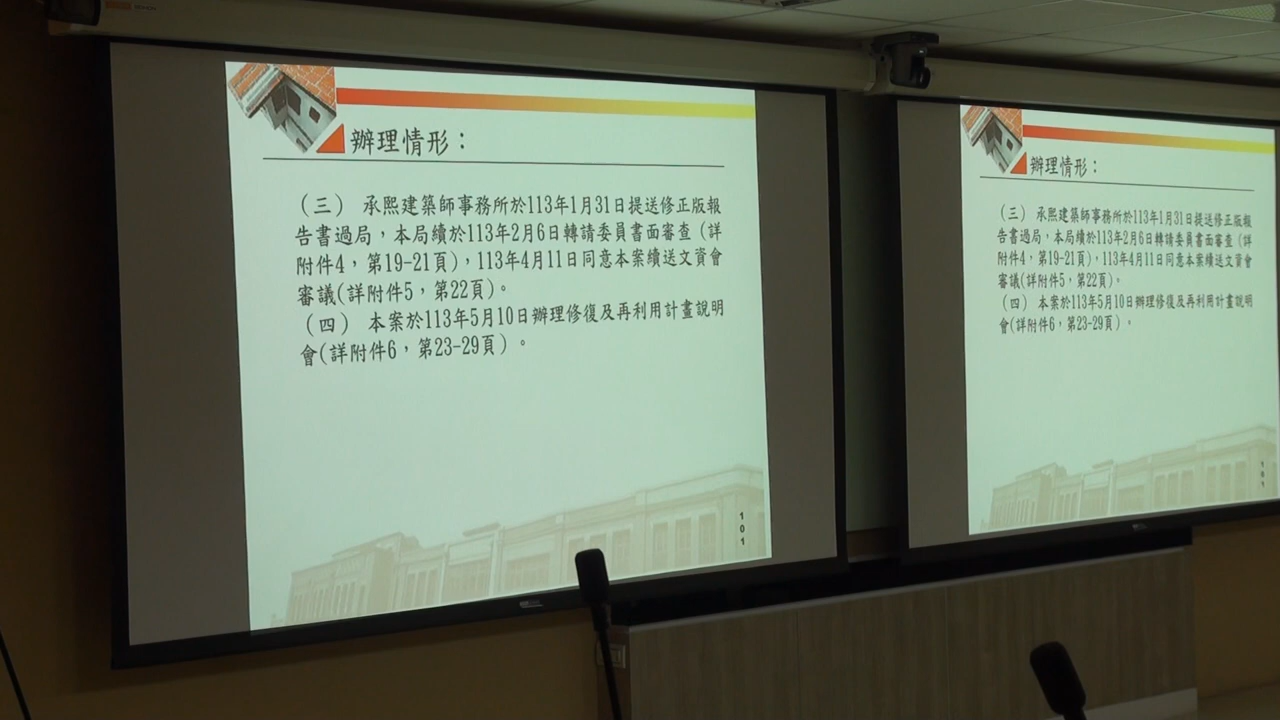 辦理情形：
（三） 承熙建築師事務所於113年1月31日提送修正版報
告書過局，本局續於113年2月6日轉請委員書面審查（詳
附件4，第19-21頁），113年4月11日同意本案續送文資會
審議(詳附件5，第22頁)。
（四） 本案於113年5月10日辦理修復及再利用計畫說明
會(詳附件6，第23-29頁）。
101
辦理情形：
（三） 承熙建築師事務所於113年1月31日提送修正版報
告書過局，本局續於113年2月6日轉請委員書面審查（詳
附件4，第19-21頁），113年4月11日同意本案續送文資會
審議(詳附件5，第22頁)。
（四） 本案於113年5月10日辦理修復及再利用計畫說明
會(詳附件6，第23-29頁）。
101